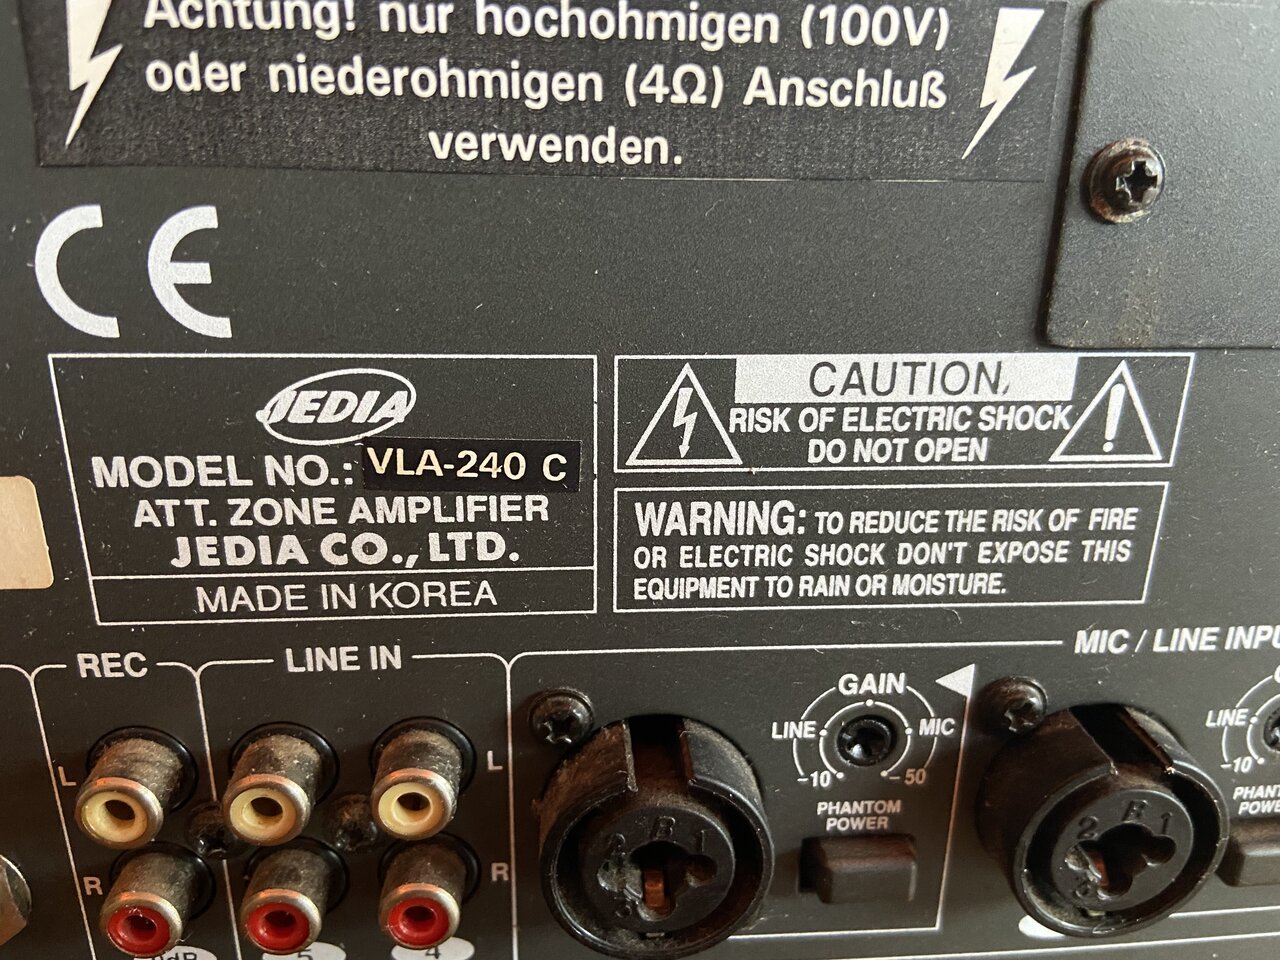 Achtung! nur hochohmigen (100V)
oder niederohmigen (4Ω) Anschluß
verwenden.
CE
JEDIA
MODEL NO.: VLA-240 C
ATT. ZONE AMPLIFIER
JEDIA CO., LTD.
MADE IN KOREA
CAUTION
RISK OF ELECTRIC SHOCK
DO NOT OPEN
WARNING: TO REDUCE THE RISK OF FIRE
OR ELECTRIC SHOCK DON'T EXPOSE THIS
EQUIPMENT TO RAIN OR MOISTURE.
REC
LINE IN
MIC / LINE
GAIN
LINE
MIC
-10
-50
PHANTOM
POWER
LINE
-10
L
L
R
R
2 B 1
3
2 B 1
3
5
4